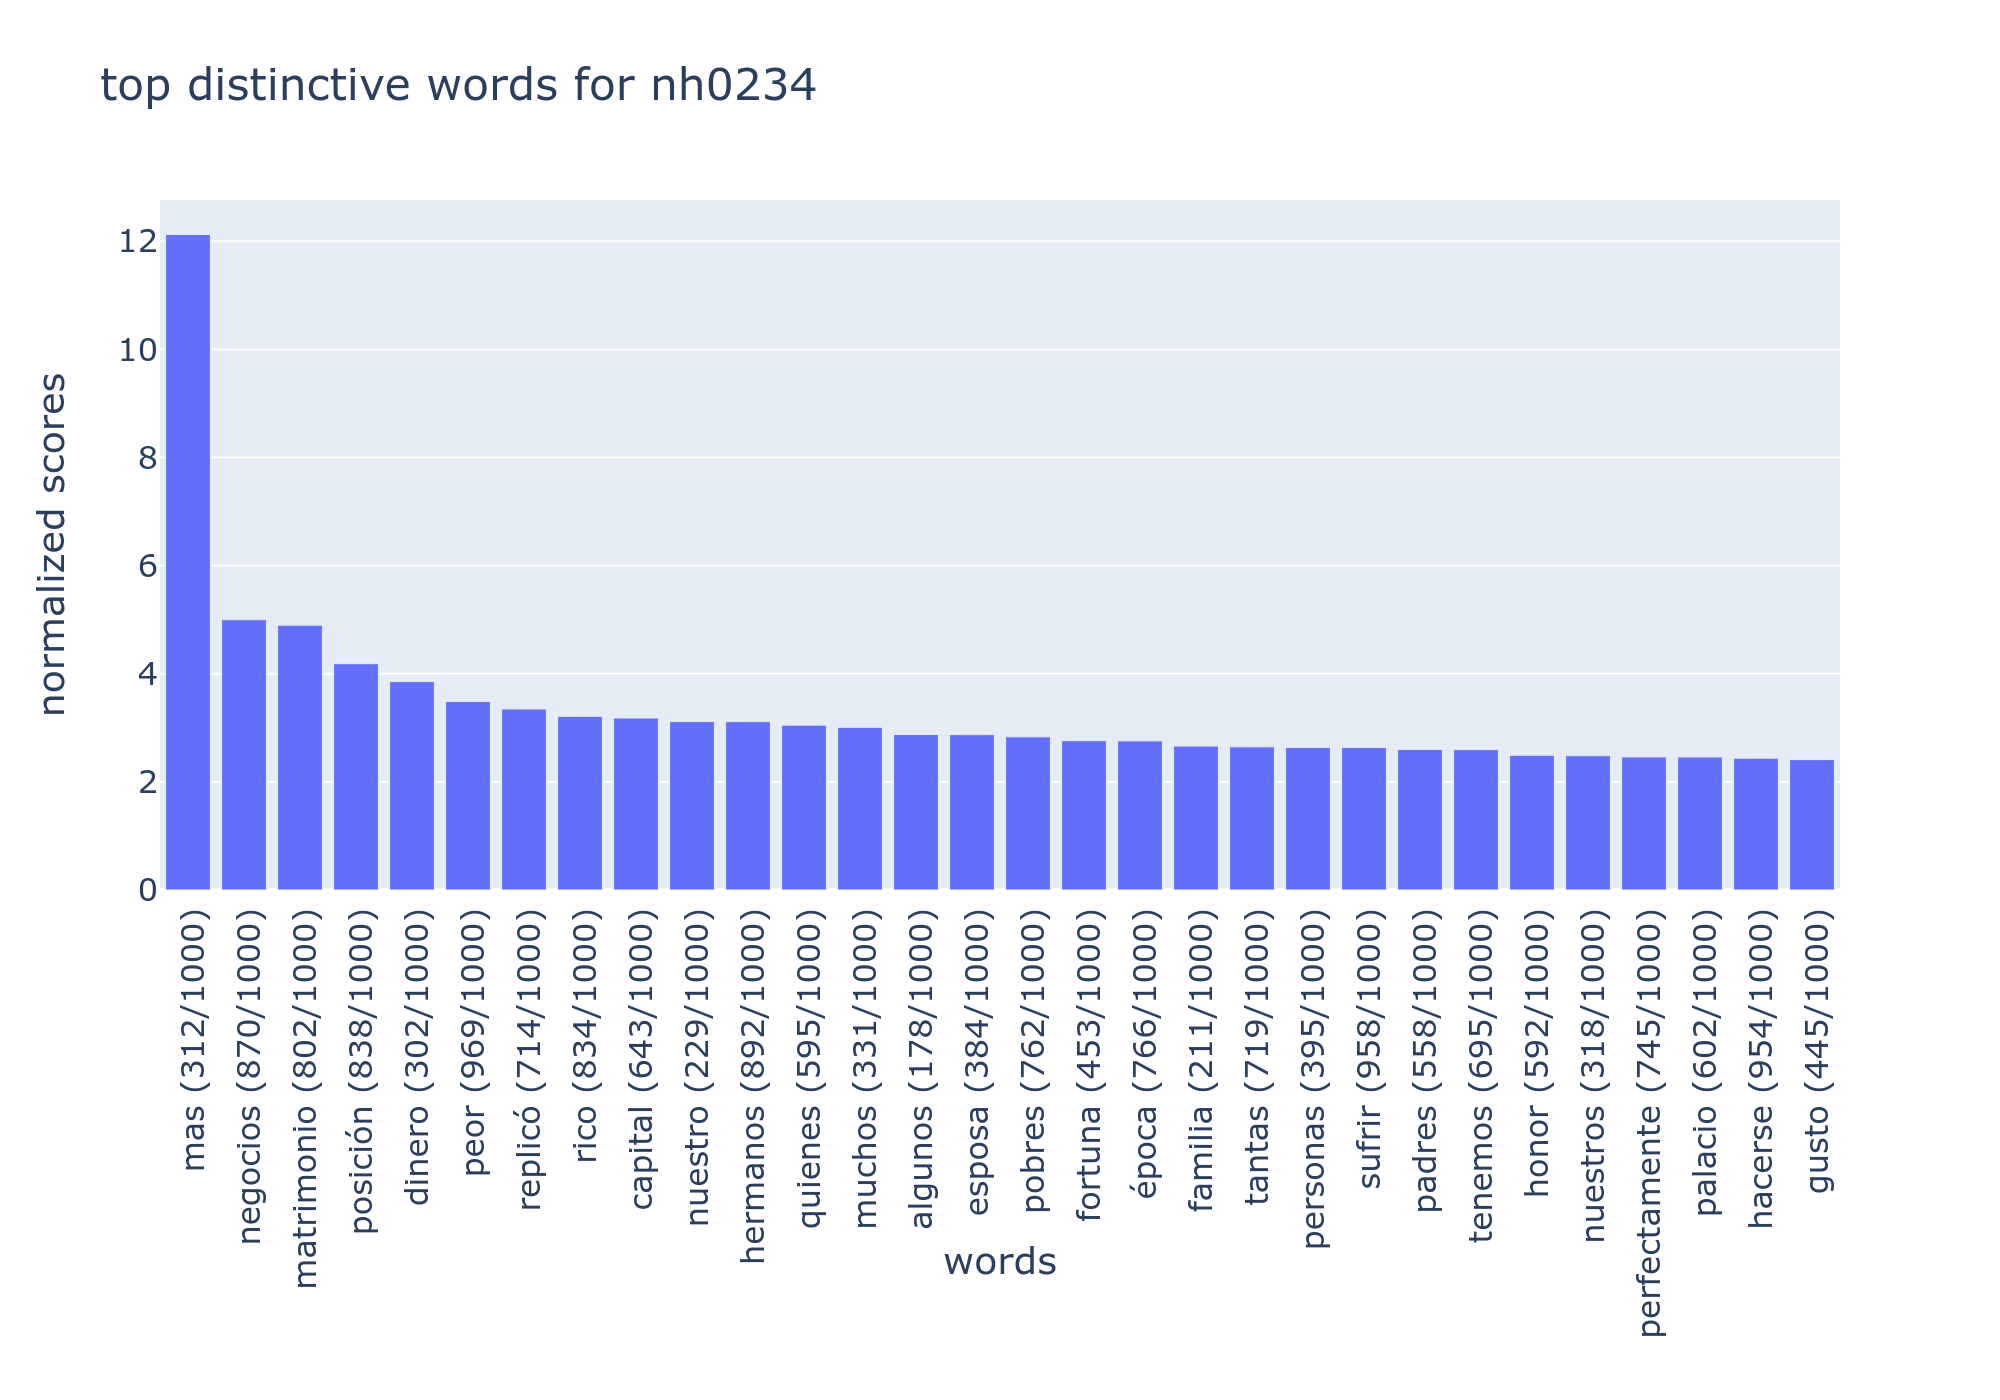 top distinctive words for nh0234
normalized scores
12
10
8
6
4
2
0
mas (312/1000)
negocios (870/1000)
matrimonio (802/1000)
posición (838/1000)
dinero (302/1000)
peor (969/1000)
replicó (714/1000)
rico (834/1000)
capital (643/1000)
nuestro (229/1000)
hermanos (892/1000)
quienes (595/1000)
muchos (331/1000)
algunos (178/1000)
esposa (384/1000)
pobres (762/1000)
fortuna (453/1000)
época (766/1000)
familia (211/1000)
tantas (719/1000)
personas (395/1000)
sufrir (958/1000)
padres (558/1000)
tenemos (695/1000)
honor (592/1000)
nuestros (318/1000)
perfectamente (745/1000)
palacio (602/1000)
hacerse (954/1000)
gusto (445/1000)
words